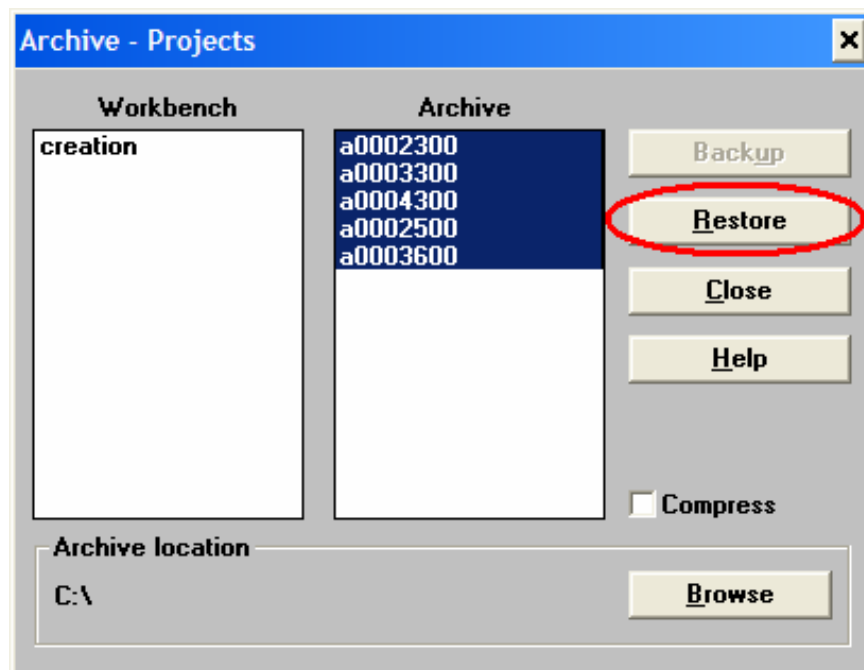 Archive - Projects
Workbench
Archive
creation
a0002300
a0003300
a0004300
a0002500
a0003600
Backup
Restore
Close
Help
Compress
Archive location
C:\
Browse